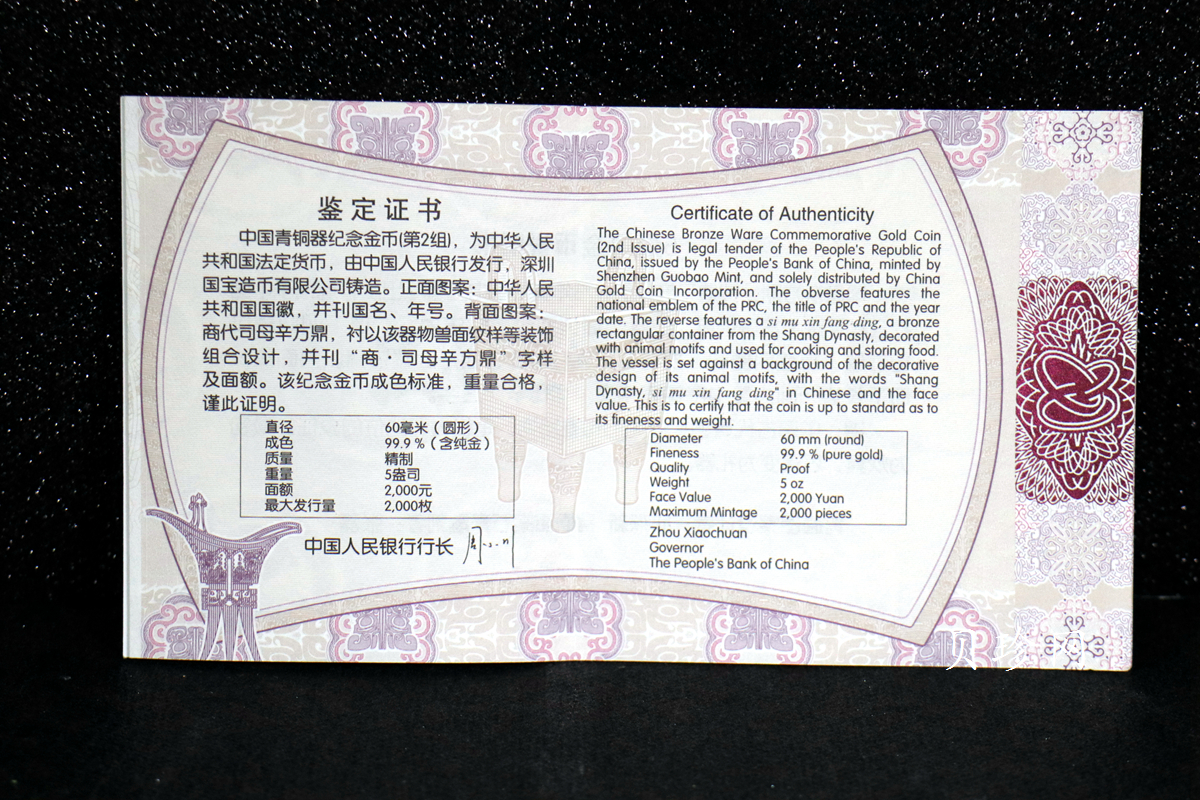 鉴定证书
中国青铜器纪念金币(第2组)，为中华人民
共和国法定货币，由中国人民银行发行，深圳
国宝造币有限公司铸造。正面图案：中华人民
共和国国徽，并刊国名、年号。背面图案：
商代司母辛方鼎，衬以该器物兽面纹样等装饰
组合设计，并刊“商·司母辛方鼎”字样
及面额。该纪念金币成色标准，重量合格，
谨此证明。
直径 60毫米（圆形）
成色 99.9％（含纯金）
质量 精制
重量 5盎司
面额 2,000元
最大发行量 2,000枚
中国人民银行行长
Certificate of Authenticity
The Chinese Bronze Ware Commemorative Gold Coin
(2nd Issue) is legal tender of the People's Republic of
China, issued by the People's Bank of China, minted by
Shenzhen Guobao Mint, and solely distributed by China
Gold Coin Incorporation. The obverse features the
national emblem of the PRC, the title of PRC and the year
date. The reverse features a si mu xin fang ding, a bronze
rectangular container from the Shang Dynasty, decorated
with animal motifs and used for cooking and storing food.
The vessel is set against a background of the decorative
design of its animal motifs, with the words "Shang
Dynasty, si mu xin fang ding" in Chinese and the face
value. This is to certify that the coin is up to standard as to
its fineness and weight.
Diameter 60 mm (round)
Fineness 99.9 % (pure gold)
Quality Proof
Weight 5 oz
Face Value 2,000 Yuan
Maximum Mintage 2,000 pieces
Zhou Xiaochuan
Governor
The People's Bank of China